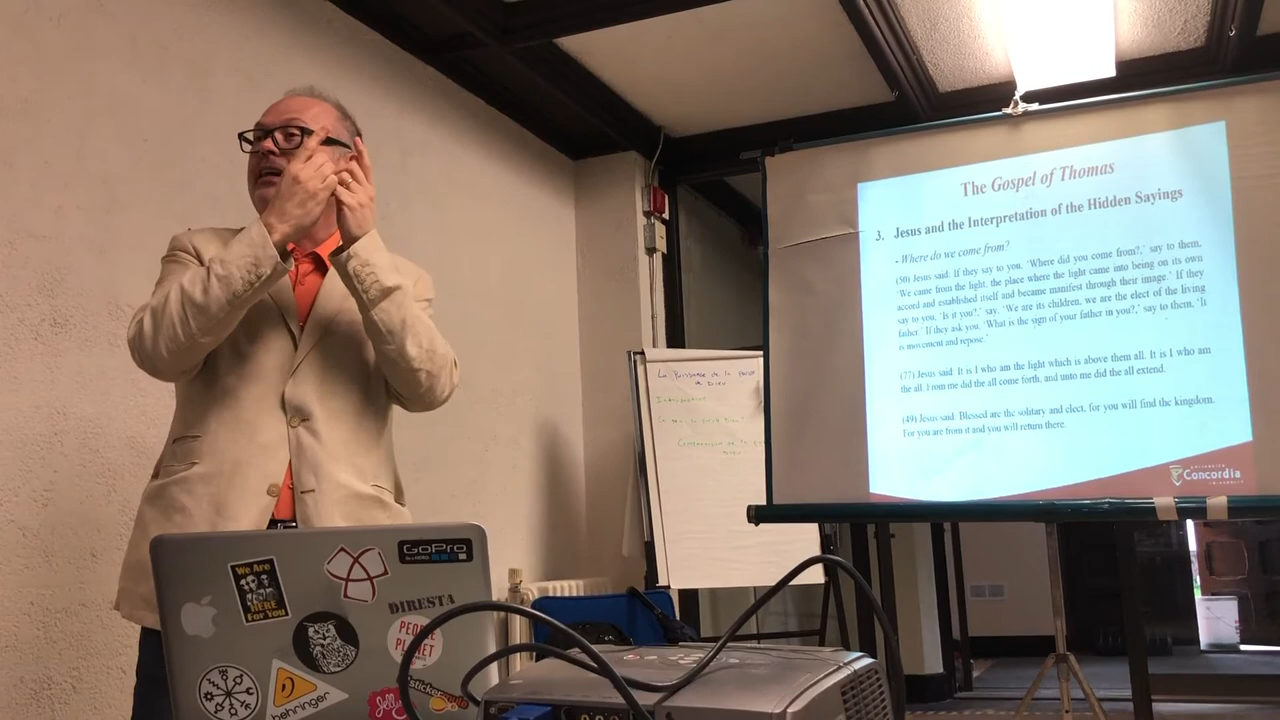 The Gospel of Thomas
3. Jesus and the Interpretation of the Hidden Sayings
- Where do we come from?
(50) Jesus said: If they say to you, 'Where did you come from?,' say to them,
'We came from the light, the place where the light came into being on its own
accord and established itself and became manifest through their image.' If they
say to you, 'Is it you?,' say, 'We are its children, we are the elect of the living
father.' If they ask you, 'What is the sign of your father in you?,' say to them, 'It
is movement and repose.'
(77) Jesus said: It is I who am the light which is above them all. It is I who am
the all. From me did the all come forth, and unto me did the all extend.
(49) Jesus said: Blessed are the solitary and elect, for you will find the kingdom.
For you are from it and you will return there.
UNIVERSITÉ
Concordia
UNIVERSITY
La Puissance de la
de Dieu
Introduction
GoPro
Be a HERO.
We Are
HERE
For You
DIRESTA
PEOPLE
PLANET
behringer
Jelly
stickermule